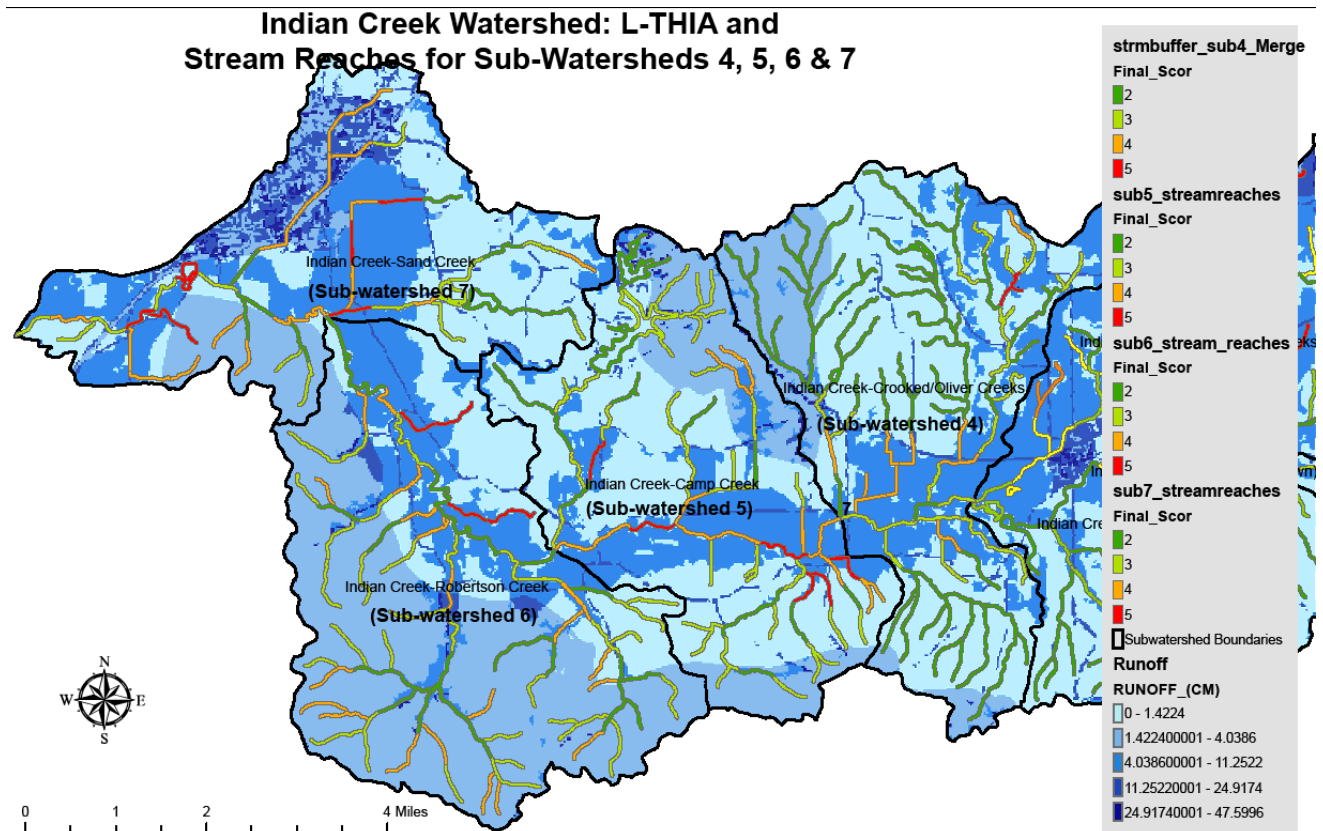 Indian Creek Watershed: L-THIA and
Stream Reaches for Sub-Watersheds 4, 5, 6 & 7
Indian Creek-Sand Creek
(Sub-watershed 7)
Indian Creek-Crooked/Oliver Creeks
(Sub-watershed 4)
Indian Creek-Camp Creek
(Sub-watershed 5)
7
Indian Creek-Robertson Creek
(Sub-watershed 6)
Indian Cre
N
W
E
S
0 1 2 4 Miles
strmbuffer_sub4_Merge
Final_Scor
2
3
4
5
sub5_streamreaches
Final_Scor
2
3
4
5
sub6_stream_reaches
Final_Scor
2
3
4
5
sub7_streamreaches
Final_Scor
2
3
4
5
Subwatershed Boundaries
Runoff
RUNOFF_(CM)
0 - 1.4224
1.422400001 - 4.0386
4.038600001 - 11.2522
11.25220001 - 24.9174
24.91740001 - 47.5996